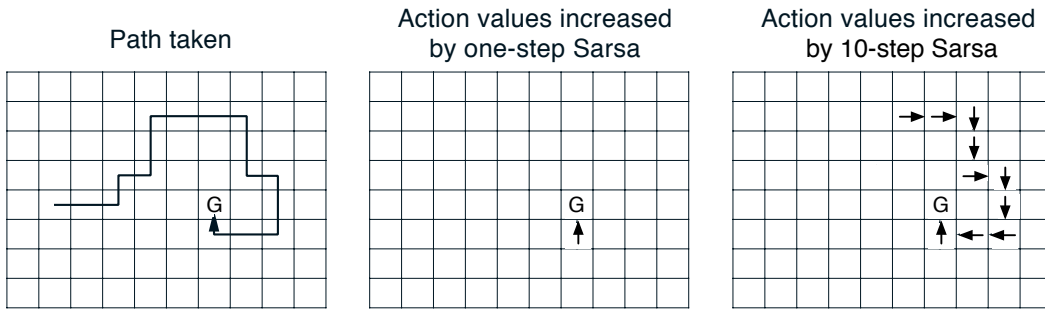 Path taken
Action values increased
by one-step Sarsa
Action values increased
by 10-step Sarsa
G
G
G